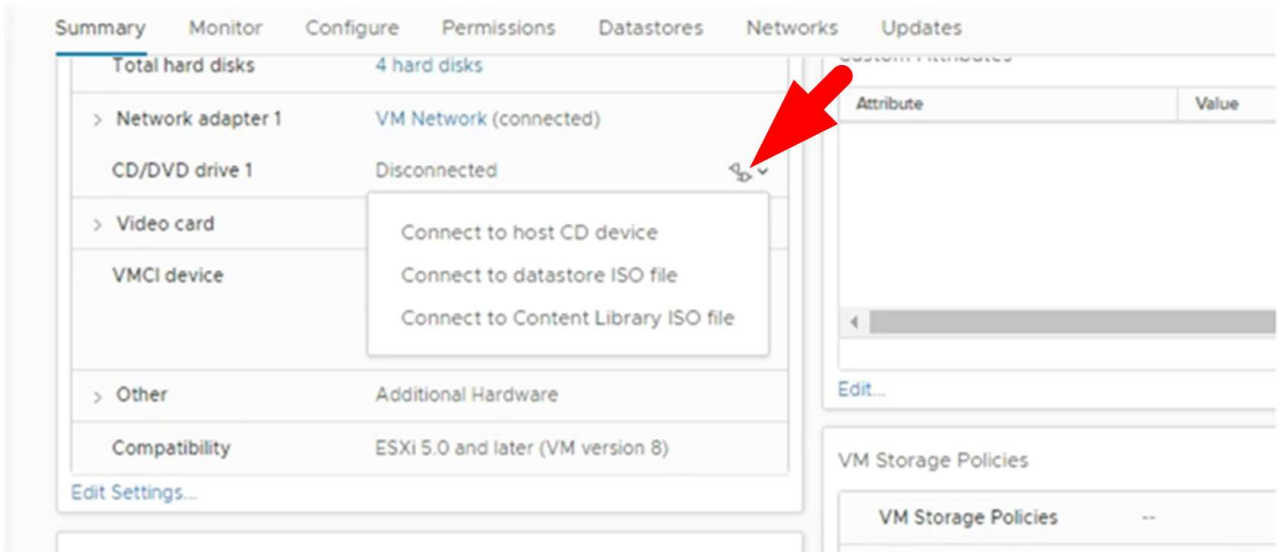 Summary Monitor Configure Permissions Datastores Networks Updates
Total hard disks 4 hard disks
Network adapter 1 VM Network (connected)
CD/DVD drive 1 Disconnected
Video card
Connect to host CD device
VMCI device
Connect to datastore ISO file
Connect to Content Library ISO file
Other Additional Hardware
Compatibility ESXi 5.0 and later (VM version 8)
Edit Settings...
Custom Attributes
Attribute Value
Edit...
VM Storage Policies
VM Storage Policies --